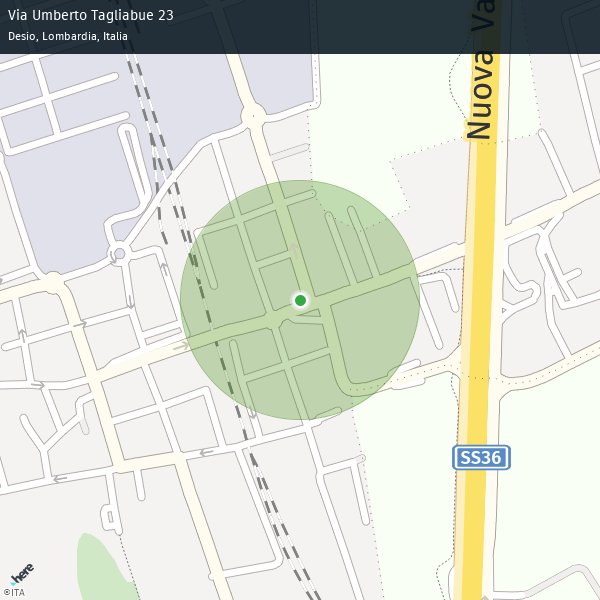 Via Umberto Tagliabue 23
Desio, Lombardia, Italia
Nuova Va
SS36
here
©ITA